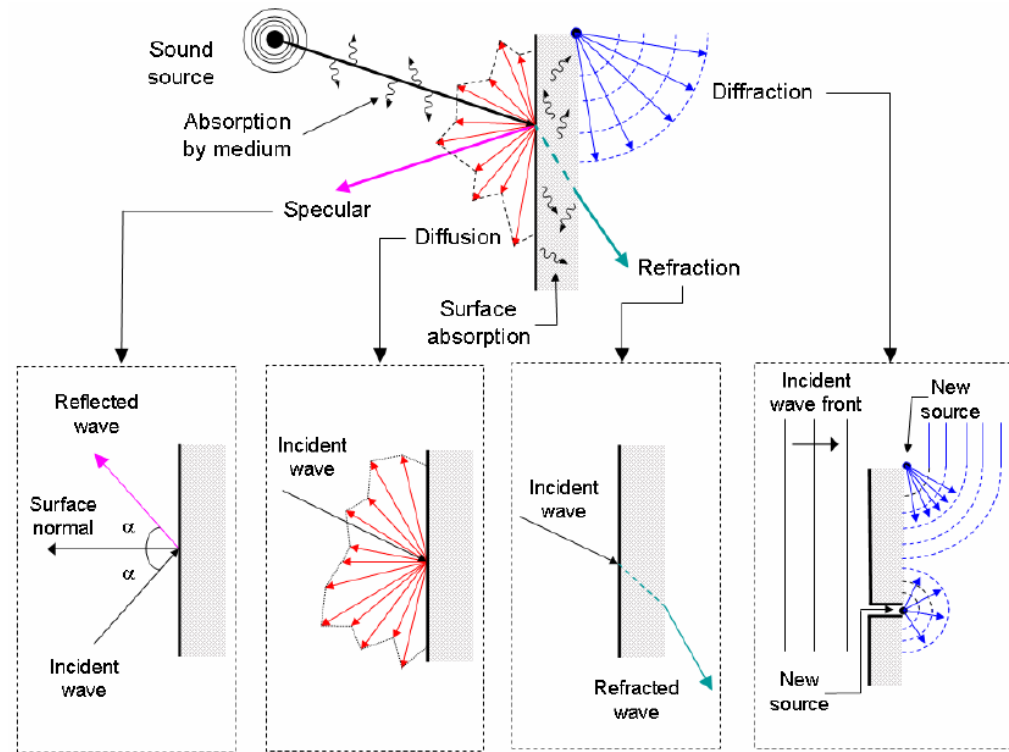 Sound
source
Absorption
by medium
Diffraction
Specular
Diffusion
Refraction
Surface
absorption
Reflected
wave
Surface
normal
α
α
Incident
wave
Incident
wave
Incident
wave
Refracted
wave
Incident
wave front
New
source
New
source